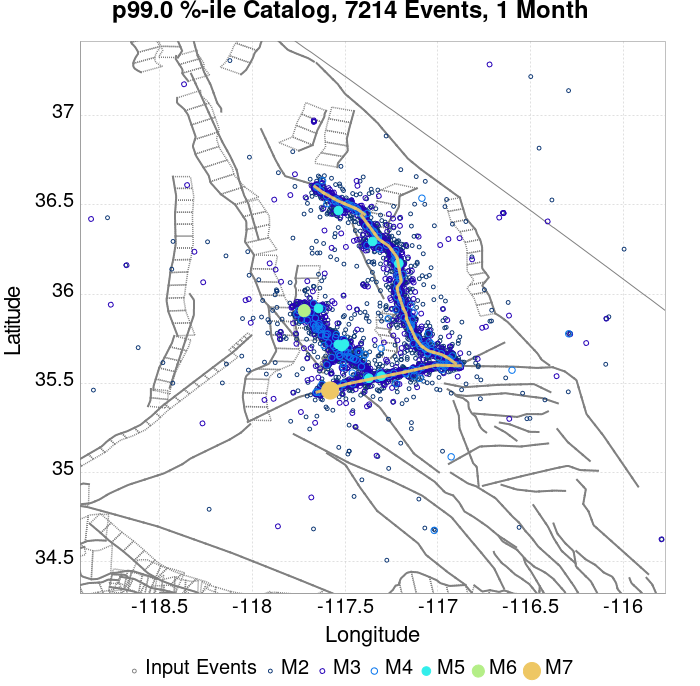 p99.0 %-ile Catalog, 7214 Events, 1 Month
37
36.5
36
35.5
35
34.5
Latitude
-118.5 -118 -117.5 -117 -116.5 -116
Longitude
Input Events M2 M3 M4 M5 M6 M7